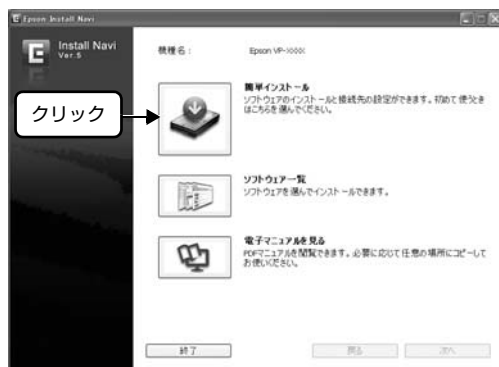 Epson Install Navi
Install Navi
Ver.5
機種名：
Epson VP-XXXX
クリック
簡単インストール
ソフトウェアのインストールと接続先の設定ができます。初めて使うとき
はこちらを選んでください。
ソフトウェア一覧
ソフトウェアを選んでインストールできます。
電子マニュアルを見る
PDFマニュアルを閲覧できます。必要に応じて任意の場所にコピーして
お使いください。
終了
戻る
次へ